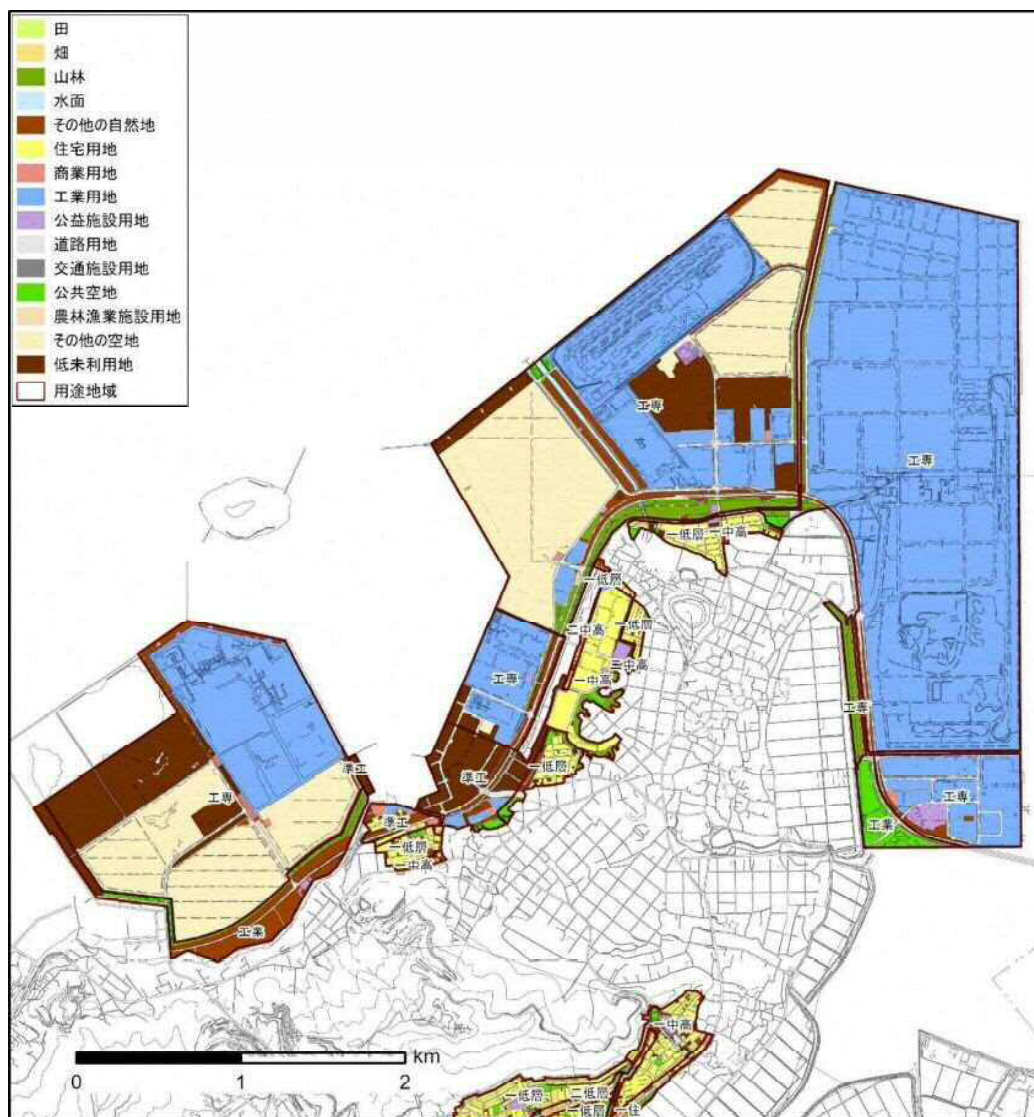 田
畑
山林
水面
その他の自然地
住宅用地
商業用地
工業用地
公益施設用地
道路用地
交通施設用地
公共空地
農林漁業施設用地
その他の空地
低未利用地
用途地域
工専
工専
一低層
一中高
一低層
二中高
一低層
二中高
一中高
工専
工専
準工
準工
一低層
工専
準工
工専
工業
一低層
一中高
工業
一中高
km
0
1
2
一低層
二低層
一低層
一住